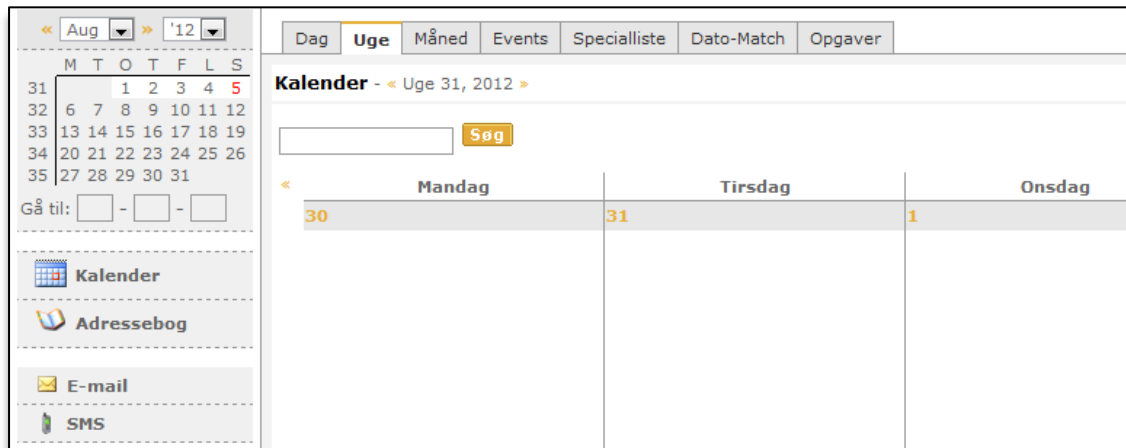 « Aug » '12
M T O T F L S
31 1 2 3 4 5
32 6 7 8 9 10 11 12
33 13 14 15 16 17 18 19
34 20 21 22 23 24 25 26
35 27 28 29 30 31
Gå til: - -
Kalender
Adressebog
E-mail
SMS
Dag Uge Måned Events Specialliste Dato-Match Opgaver
Kalender - « Uge 31, 2012 »
Søg
« Mandag Tirsdag Onsdag
30 31 1